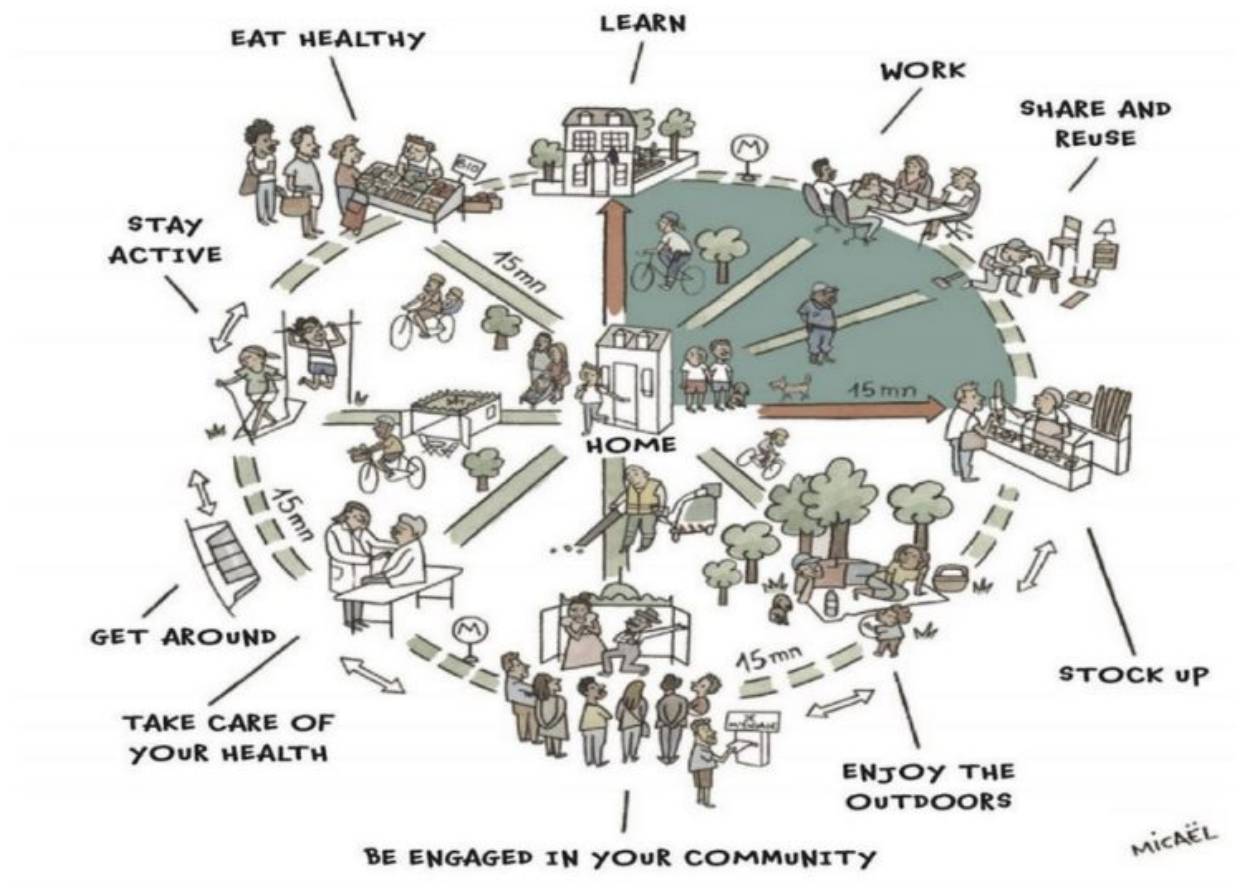 LEARN
EAT HEALTHY
WORK
SHARE AND
REUSE
M
BIO
STAY
ACTIVE
15mn
15mn
HOME
15mn
M
GET AROUND
15mn
STOCK UP
TAKE CARE OF
YOUR HEALTH
ENJOY THE
OUTDOORS
MICAËL
BE ENGAGED IN YOUR COMMUNITY